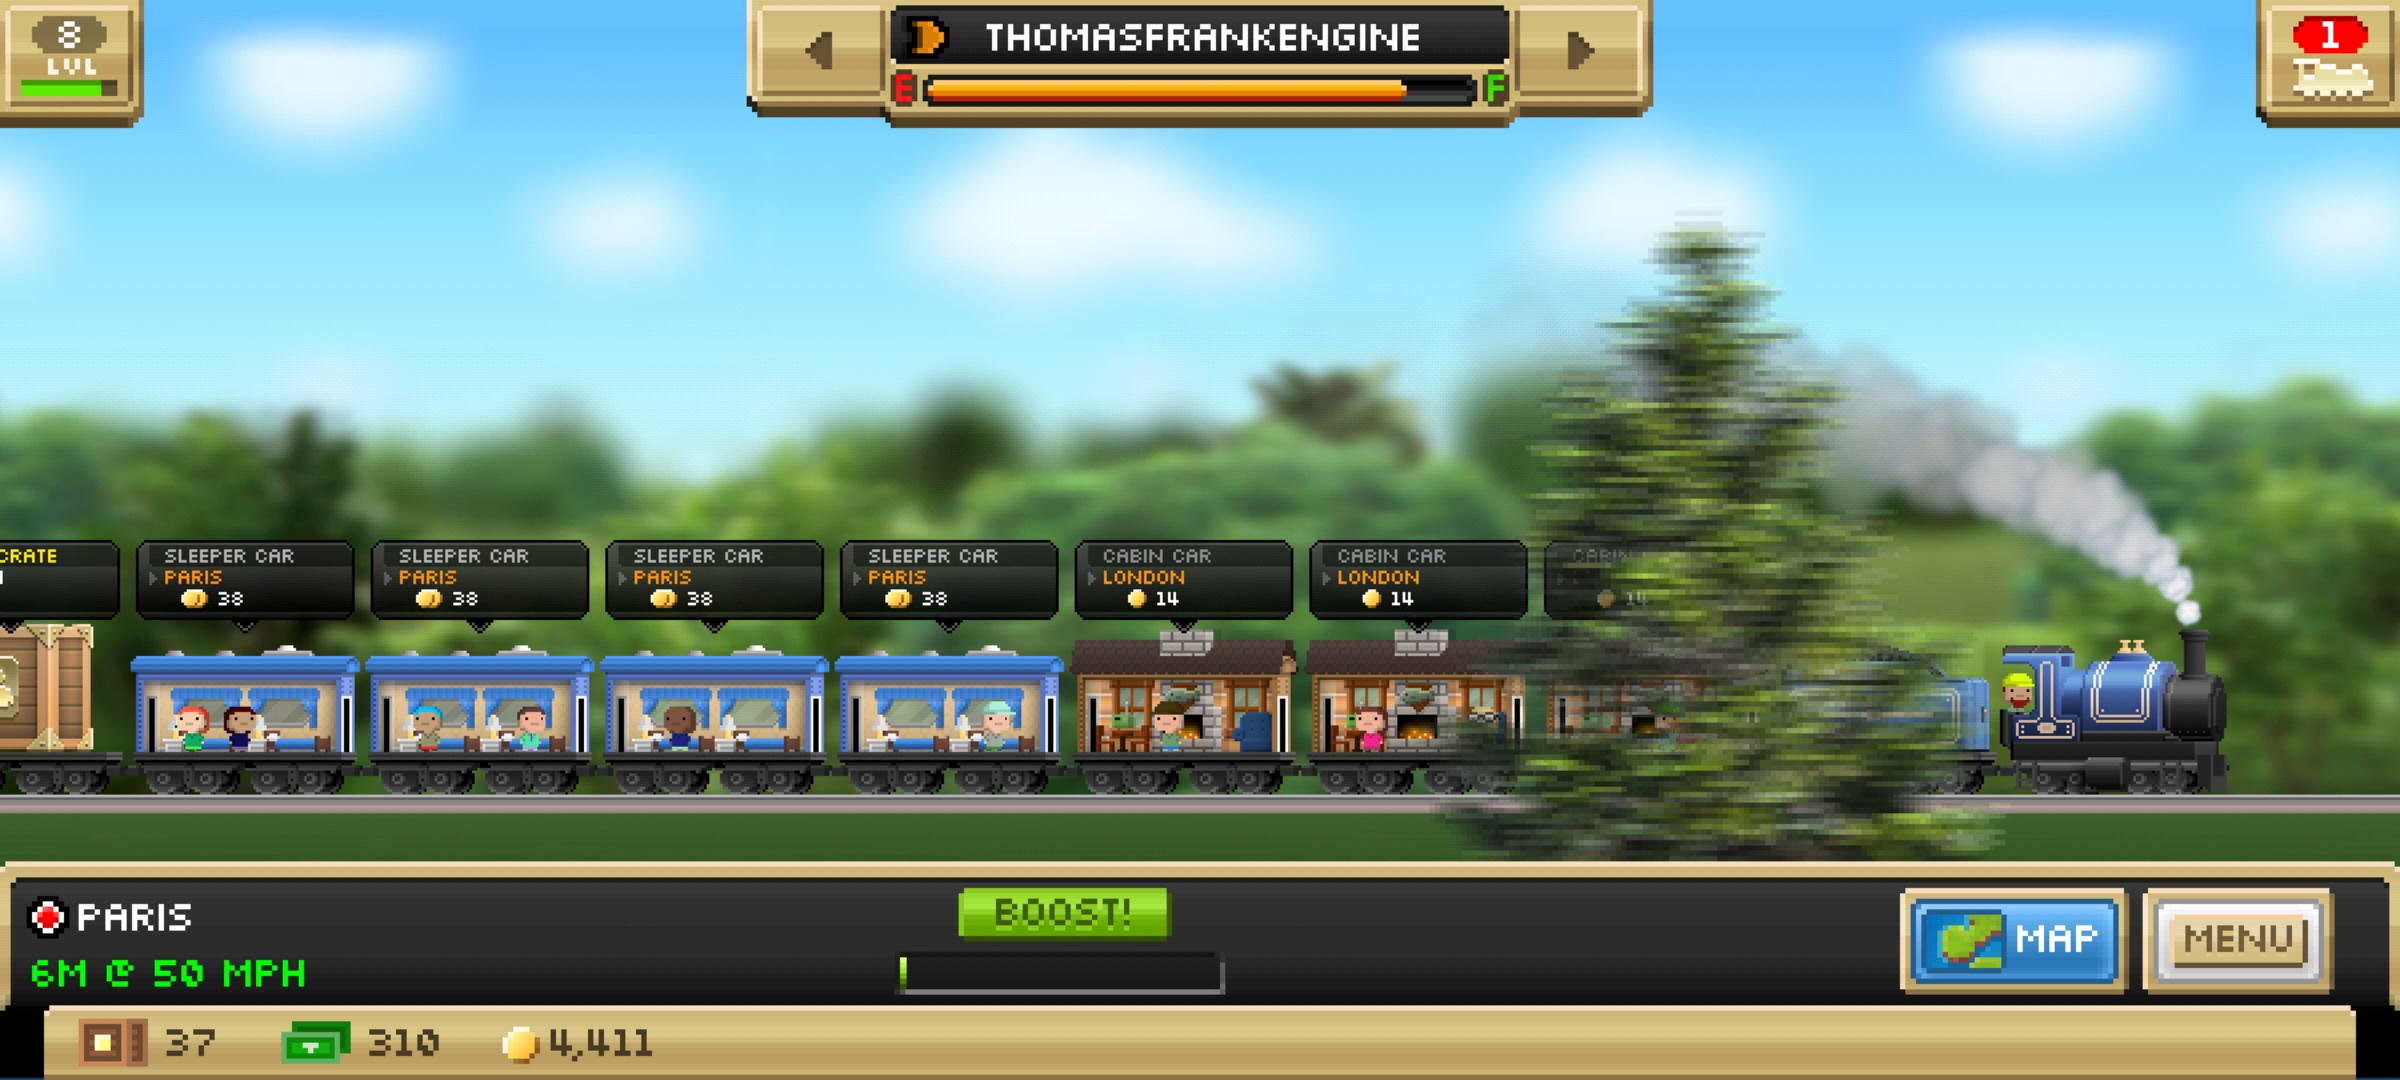 8
LVL
THOMASFRANKENGINE
E F
1
CRATE
SLEEPER CAR
PARIS
38
SLEEPER CAR
PARIS
38
SLEEPER CAR
PARIS
38
SLEEPER CAR
PARIS
38
CABIN CAR
LONDON
14
CABIN CAR
LONDON
14
CABIN
14
PARIS
6M @ 50 MPH
BOOST!
MAP
MENU
37
310
4,411